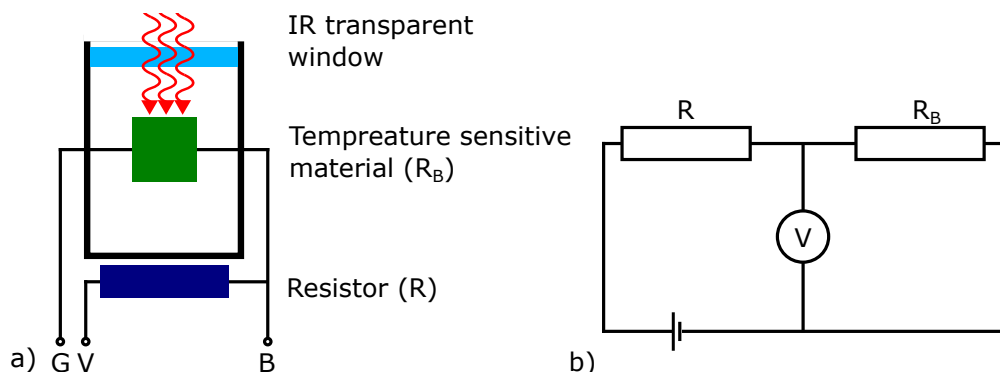 IR transparent
window
Tempreature sensitive
material (R_B)
Resistor (R)
a) G V B
R
R_B
V
b)